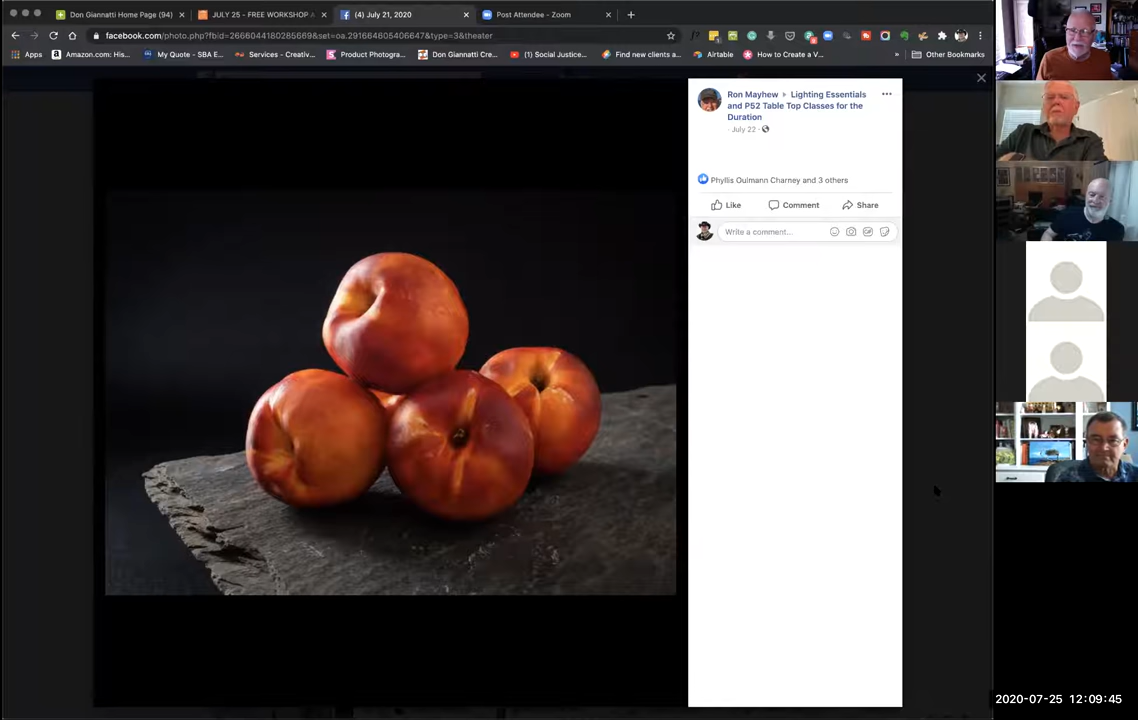 Don Giannatti Home Page (94)
JULY 25 - FREE WORKSHOP A
(4) July 21, 2020
Post Attendee - Zoom
facebook.com/photo.php?fbid=2666044180285669&set=oa.291664605406647&type=3&theater
Apps
Amazon.com: His...
My Quote - SBA E...
Services - Creativ...
Product Photogra...
Don Giannatti Cre...
(1) Social Justice...
Find new clients a...
Airtable
How to Create a V...
»
Other Bookmarks
Ron Mayhew ▸ Lighting Essentials
and P52 Table Top Classes for the
Duration
· July 22 ·
Phyllis Oulmann Charney and 3 others
Like
Comment
Share
Write a comment...
2020-07-25 12:09:45